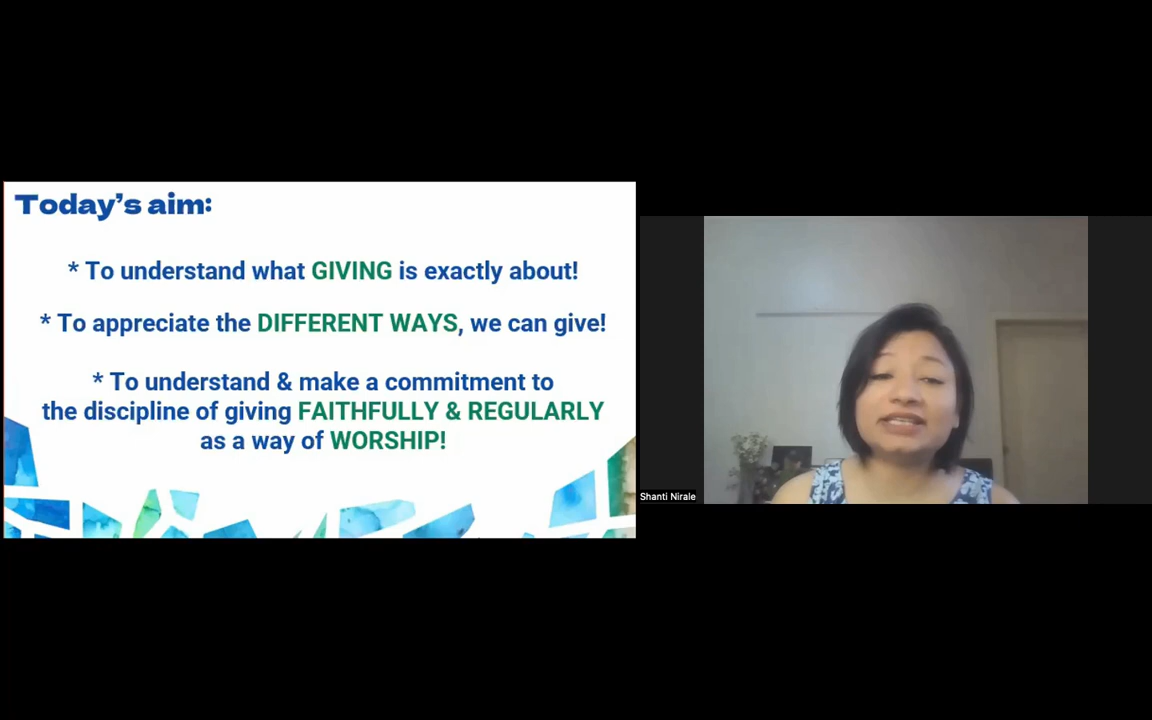 Today's aim:
* To understand what GIVING is exactly about!
* To appreciate the DIFFERENT WAYS, we can give!
* To understand & make a commitment to
the discipline of giving FAITHFULLY & REGULARLY
as a way of WORSHIP!
Shanti Nirale